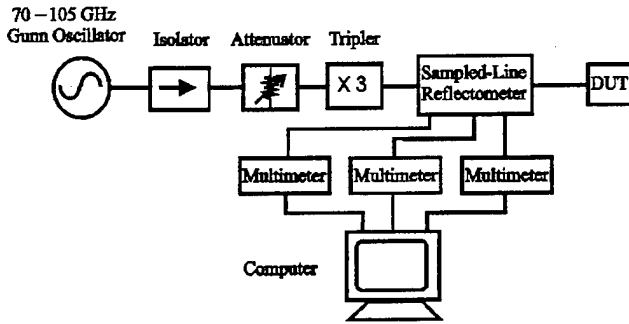 70 – 105 GHz
Gunn Oscillator
Isolator
Attenuator
Tripler
X 3
Sampled-Line
Reflectometer
DUT
Multimeter
Multimeter
Multimeter
Computer